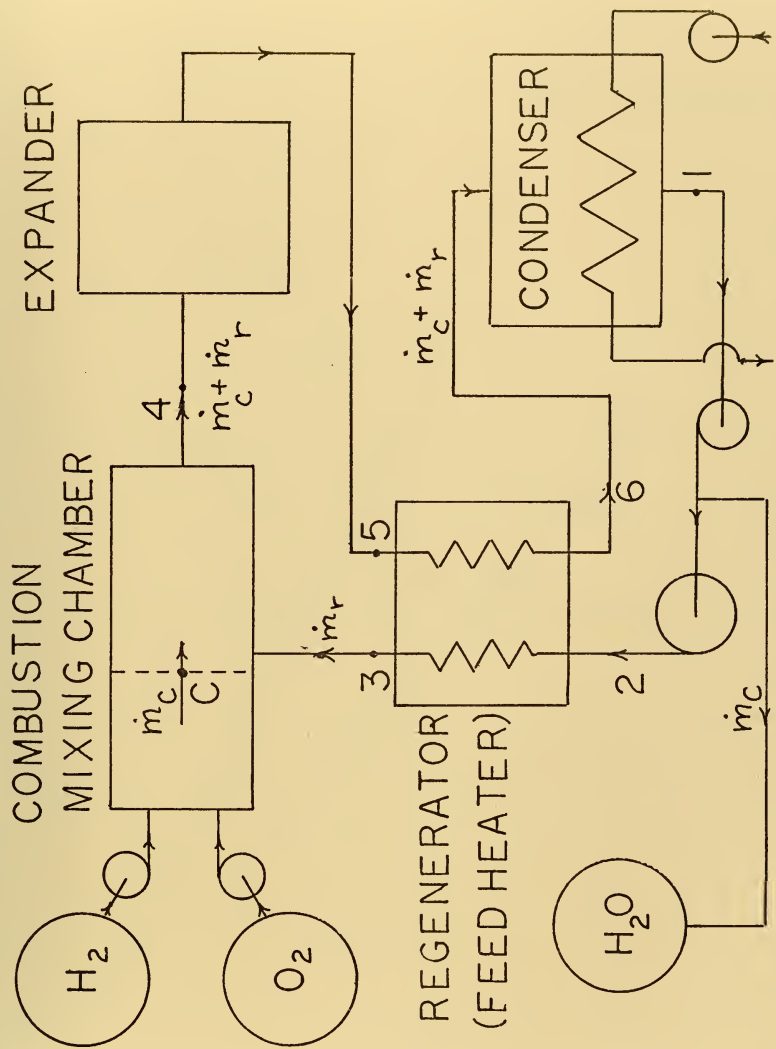 COMBUSTION
MIXING CHAMBER
EXPANDER
H2
O2
ṁc
C
4
ṁc + ṁr
3
ṁr
5
REGENERATOR
(FEED HEATER)
2
6
ṁc + ṁr
CONDENSER
1
ṁc
H2O